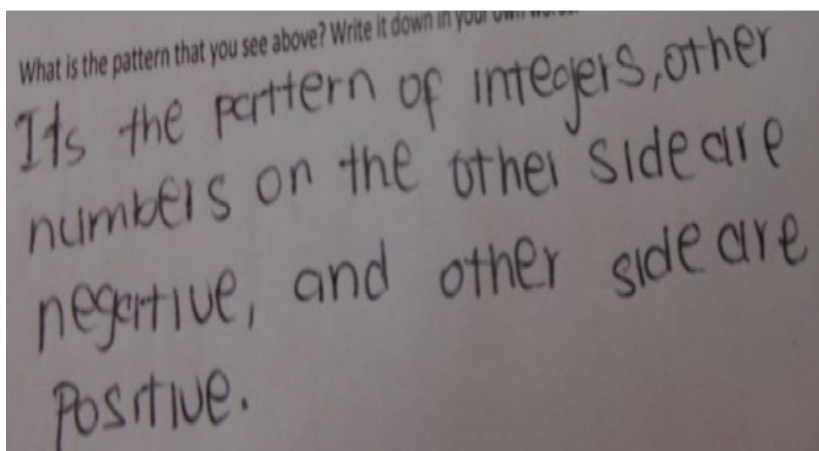 What is the pattern that you see above? Write it down in your own
Its the pattern of integers, other
numbers on the other side are
negative, and other side are
Positive.